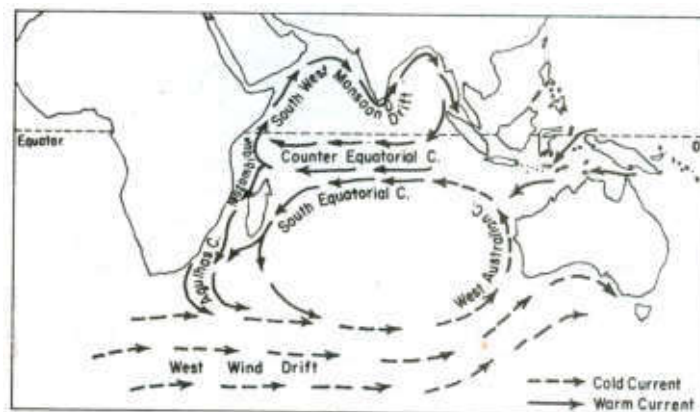 South West Monsoon Drift
Equator
0
Counter Equatorial C.
Mozambique
South Equatorial C.
Agulhas C.
West Australian C.
West Wind Drift
Cold Current
Warm Current